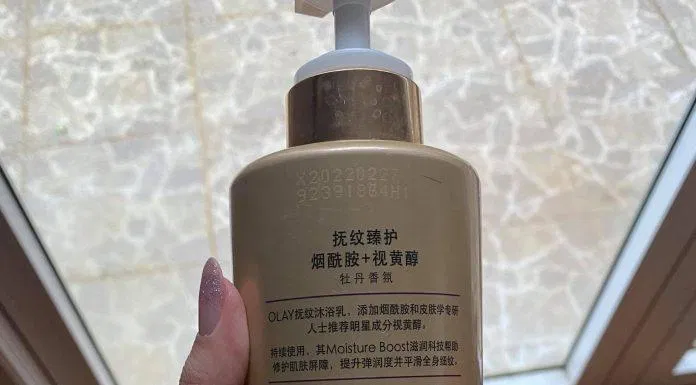 X20220227
92391884H1
抚纹臻护
烟酰胺+视黄醇
牡丹香氛
OLAY抚纹沐浴乳，添加烟酰胺和皮肤学专研
人士推荐明星成分视黄醇。
持续使用，其Moisture Boost滋润科技帮助
修护肌肤屏障，提升弹润度并平滑全身细纹。